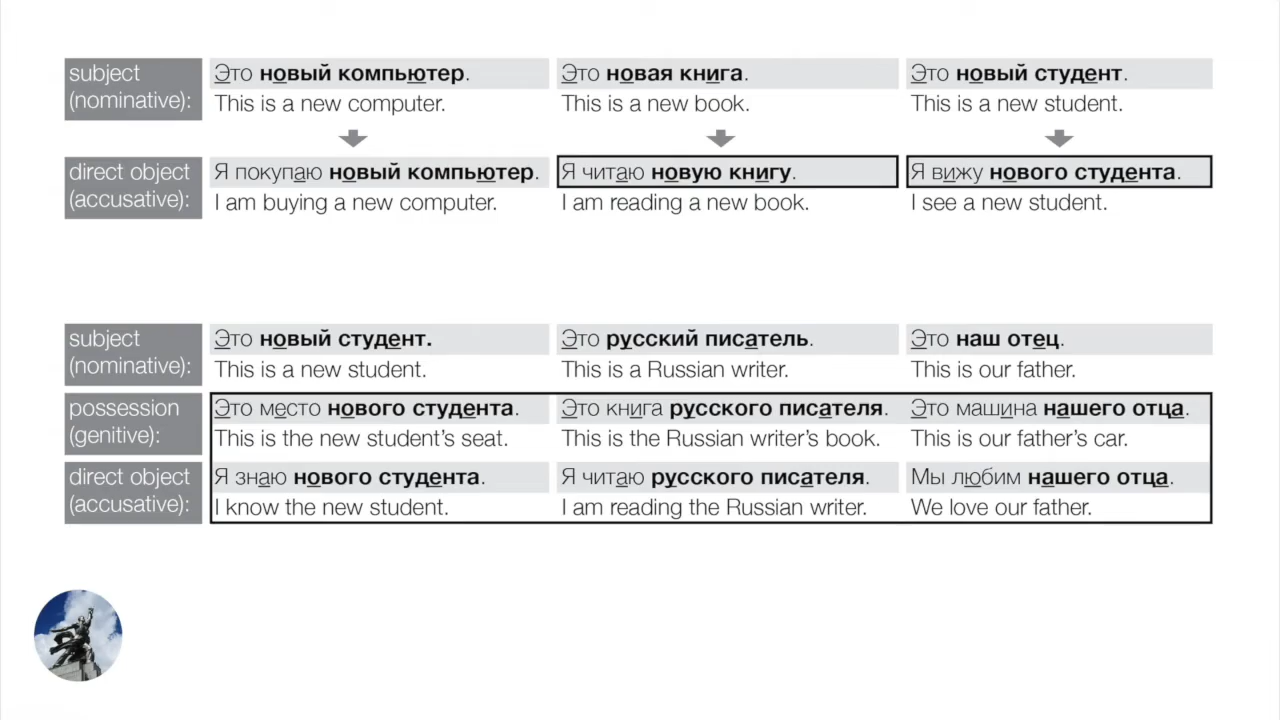 subject
(nominative):
Это новый компьютер.
This is a new computer.
Это новая книга.
This is a new book.
Это новый студент.
This is a new student.
direct object
(accusative):
Я покупаю новый компьютер.
I am buying a new computer.
Я читаю новую книгу.
I am reading a new book.
Я вижу нового студента.
I see a new student.
subject
(nominative):
Это новый студент.
This is a new student.
Это русский писатель.
This is a Russian writer.
Это наш отец.
This is our father.
possession
(genitive):
Это место нового студента.
This is the new student’s seat.
Это книга русского писателя.
This is the Russian writer’s book.
Это машина нашего отца.
This is our father’s car.
direct object
(accusative):
Я знаю нового студента.
I know the new student.
Я читаю русского писателя.
I am reading the Russian writer.
Мы любим нашего отца.
We love our father.